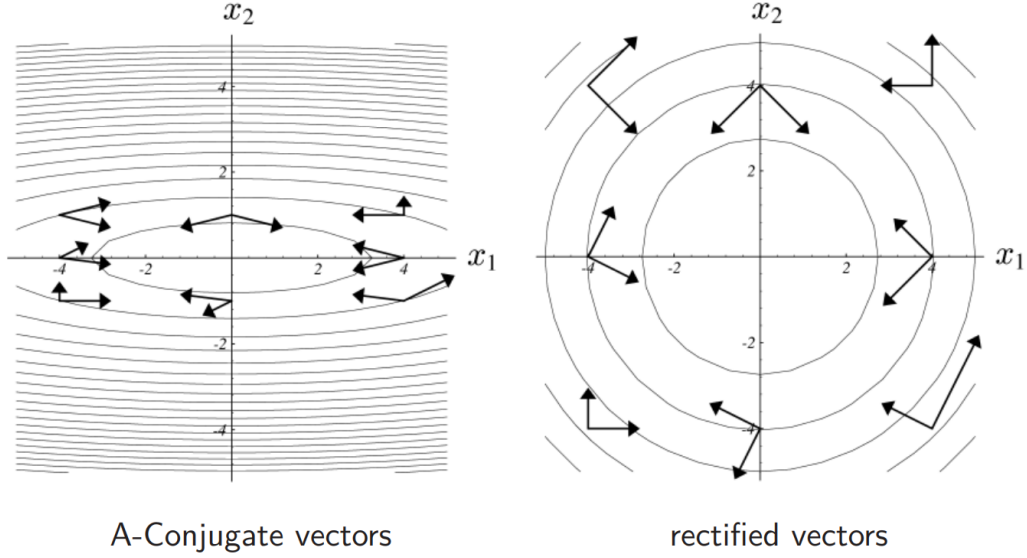 x₂ x₂
4 4
2 2
-4 -2 2 4 x₁ -4 -2 2 4 x₁
-2 -2
-4 -4
A-Conjugate vectors rectified vectors